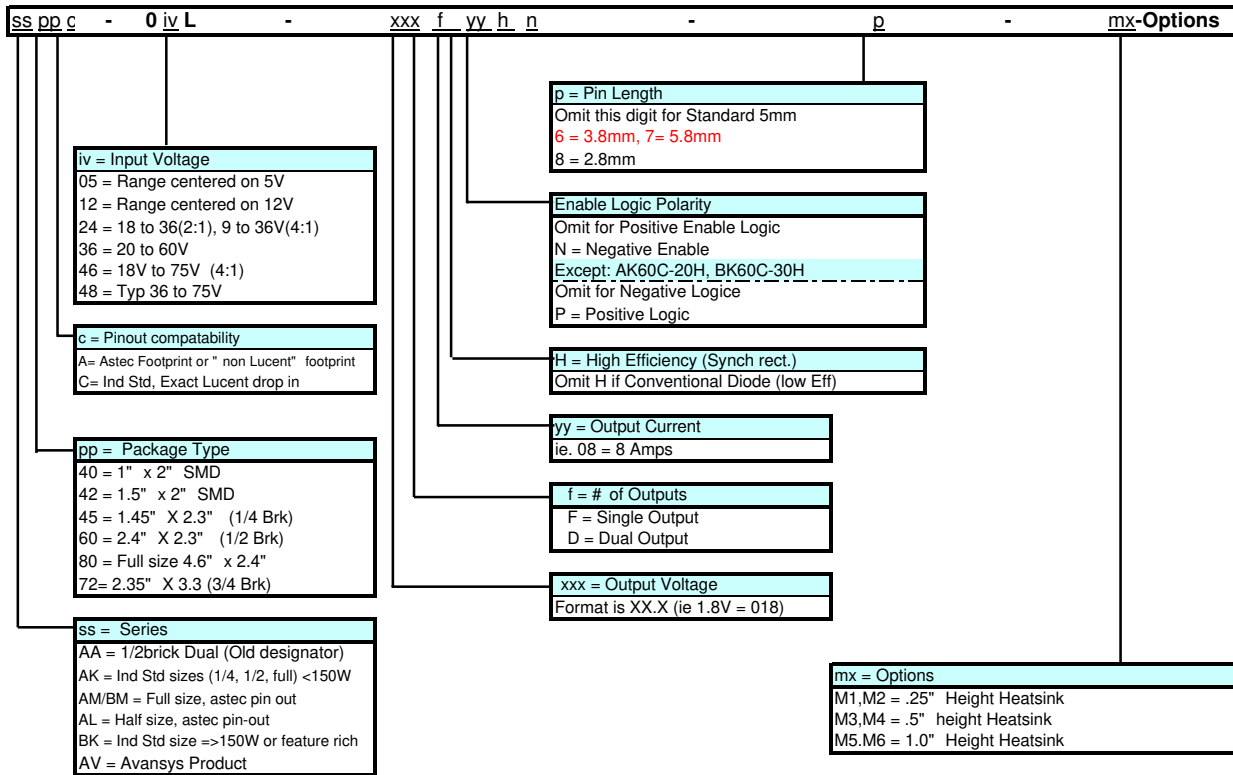 ss pp c - 0 iv L - xxx f yy h n - p - mx-Options
p = Pin Length
Omit this digit for Standard 5mm
6 = 3.8mm, 7= 5.8mm
8 = 2.8mm
iv = Input Voltage
05 = Range centered on 5V
12 = Range centered on 12V
24 = 18 to 36(2:1), 9 to 36V(4:1)
36 = 20 to 60V
46 = 18V to 75V (4:1)
48 = Typ 36 to 75V
Enable Logic Polarity
Omit for Positive Enable Logic
N = Negative Enable
Except: AK60C-20H, BK60C-30H
Omit for Negative Logice
P = Positive Logic
c = Pinout compatability
A= Astec Footprint or " non Lucent" footprint
C= Ind Std, Exact Lucent drop in
H = High Efficiency (Synch rect.)
Omit H if Conventional Diode (low Eff)
yy = Output Current
ie. 08 = 8 Amps
pp = Package Type
40 = 1" x 2" SMD
42 = 1.5" x 2" SMD
45 = 1.45" X 2.3" (1/4 Brk)
60 = 2.4" X 2.3" (1/2 Brk)
80 = Full size 4.6" x 2.4"
72= 2.35" X 3.3 (3/4 Brk)
f = # of Outputs
F = Single Output
D = Dual Output
xxx = Output Voltage
Format is XX.X (ie 1.8V = 018)
ss = Series
AA = 1/2brick Dual (Old designator)
AK = Ind Std sizes (1/4, 1/2, full) <150W
AM/BM = Full size, astec pin out
AL = Half size, astec pin-out
BK = Ind Std size =>150W or feature rich
AV = Avansys Product
mx = Options
M1,M2 = .25" Height Heatsink
M3,M4 = .5" height Heatsink
M5.M6 = 1.0" Height Heatsink